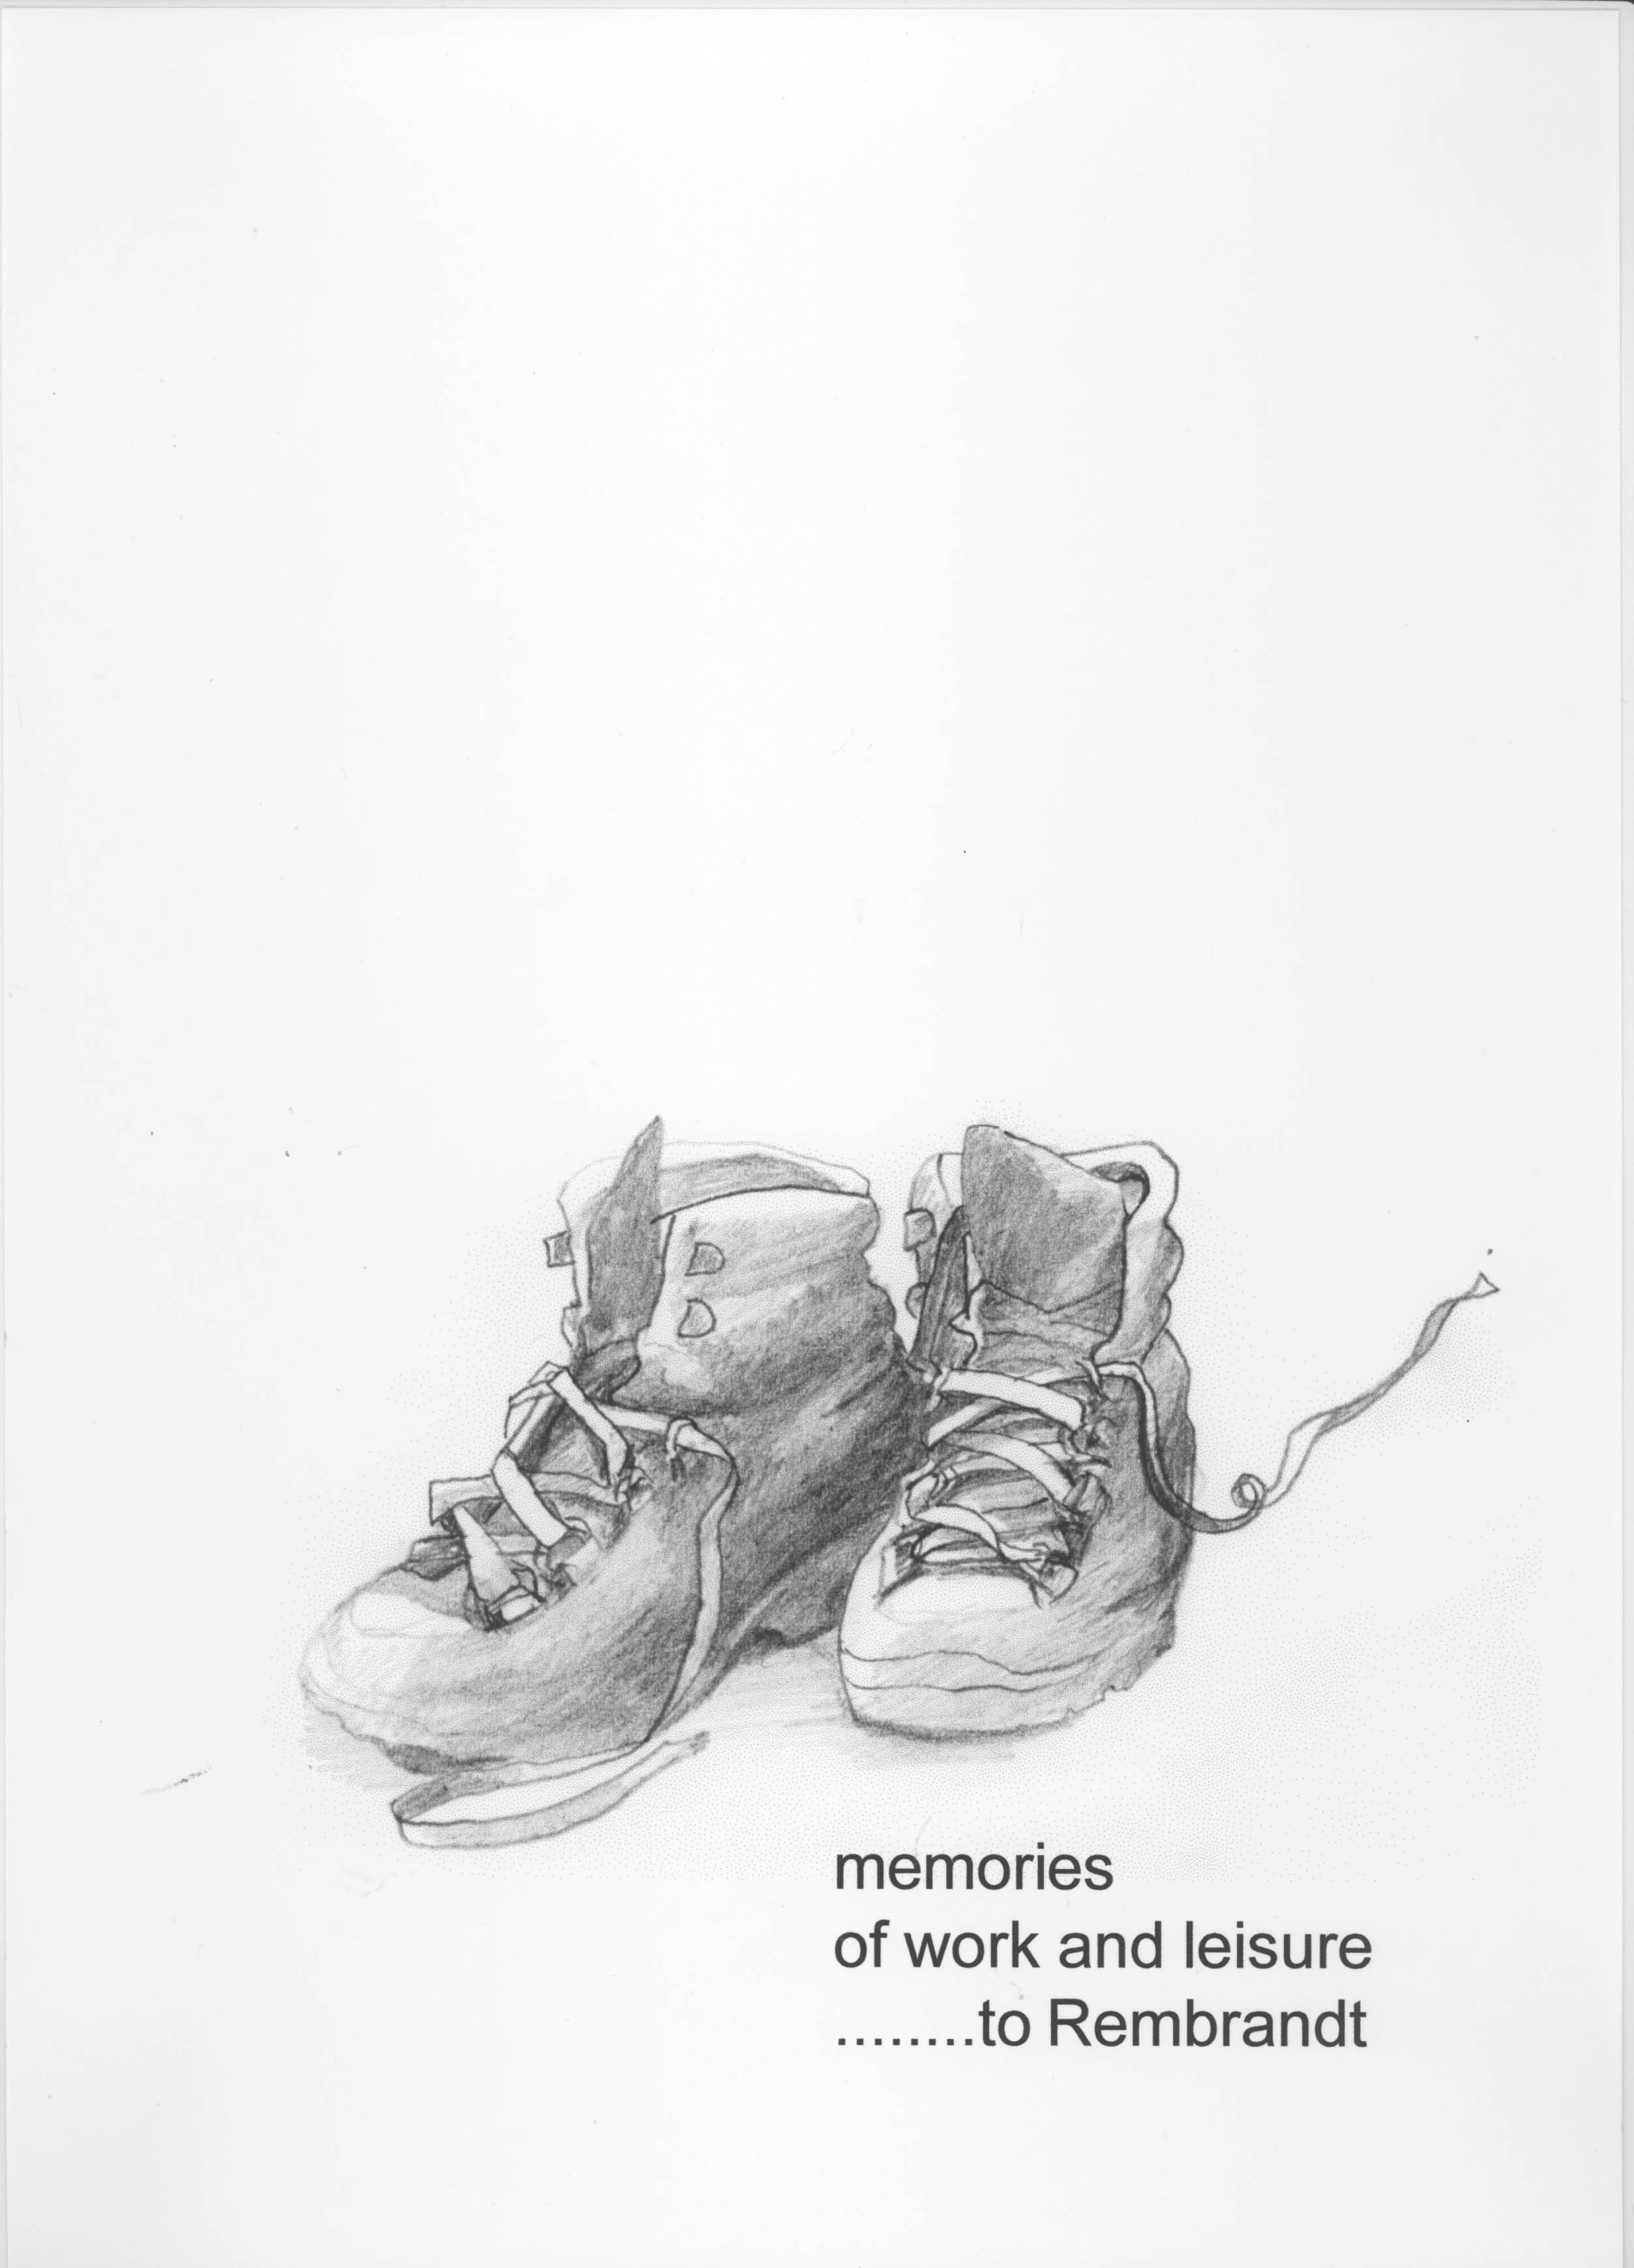 memories
of work and leisure
........to Rembrandt